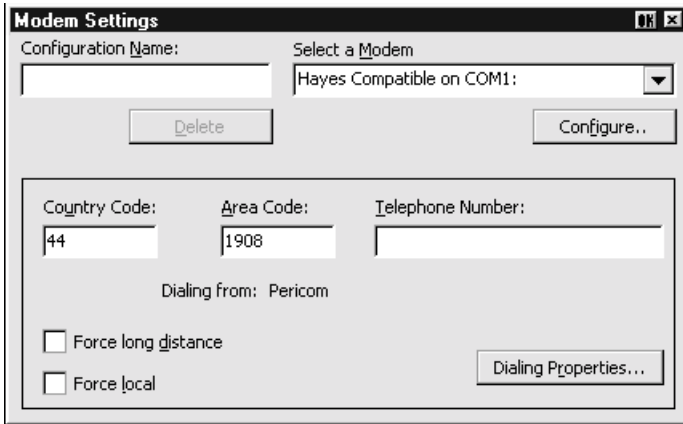 Modem Settings OK
Configuration Name: Select a Modem
Hayes Compatible on COM1:
Delete Configure..
Country Code: Area Code: Telephone Number:
44 1908
Dialing from: Pericom
Force long distance
Dialing Properties...
Force local